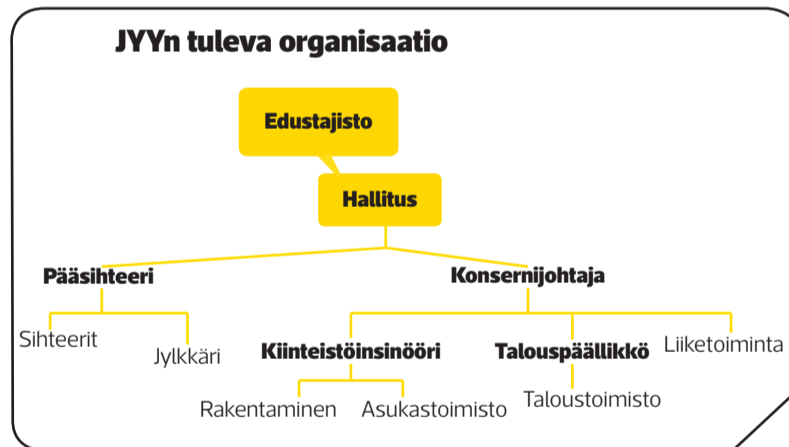 JYYn tuleva organisaatio
Edustajisto
Hallitus
Pääsihteeri
Konsernijohtaja
Sihteerit
Jylkkäri
Kiinteistöinsinööri
Talouspäällikkö
Liiketoiminta
Rakentaminen
Asukastoimisto
Taloustoimisto